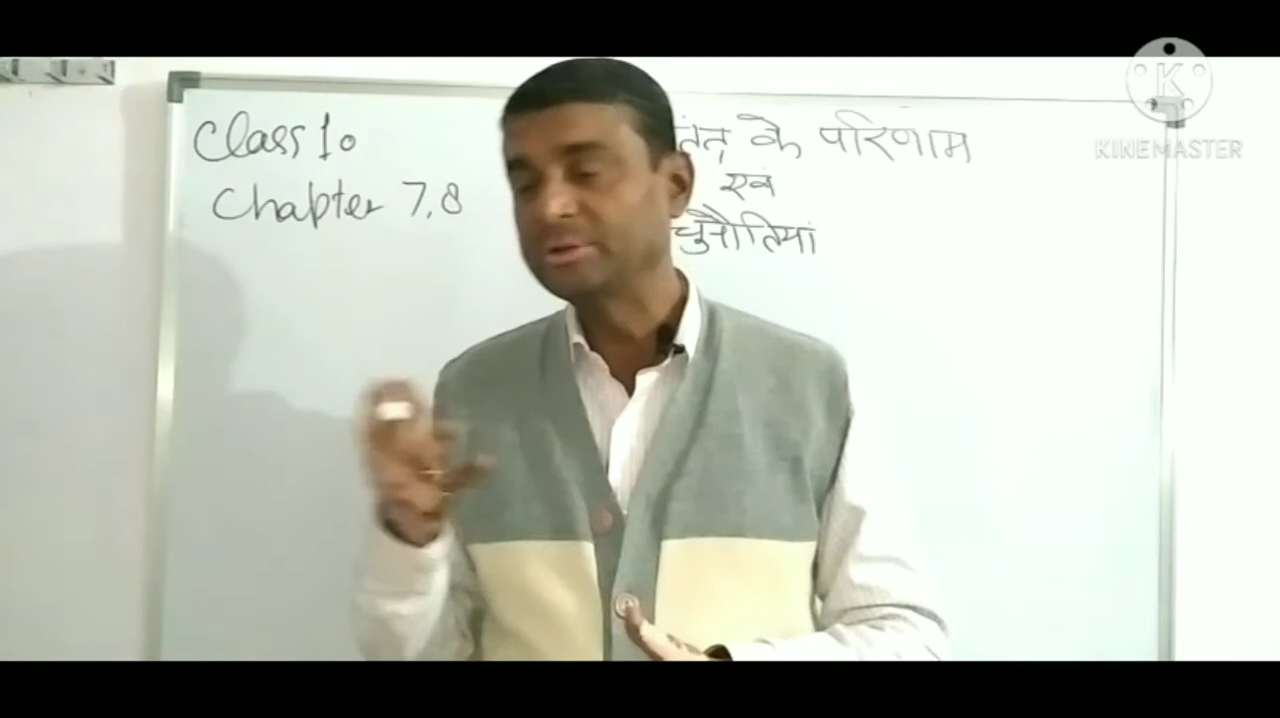 Class 10
Chapter 7,8
के परिणाम
एवं
चुनौतियां
KINEMASTER